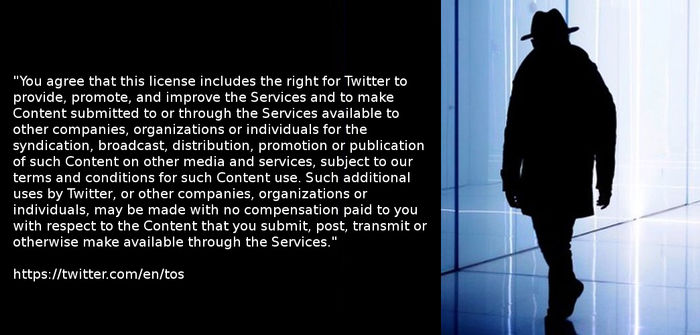 "You agree that this license includes the right for Twitter to
provide, promote, and improve the Services and to make
Content submitted to or through the Services available to
other companies, organizations or individuals for the
syndication, broadcast, distribution, promotion or publication
of such Content on other media and services, subject to our
terms and conditions for such Content use. Such additional
uses by Twitter, or other companies, organizations or
individuals, may be made with no compensation paid to you
with respect to the Content that you submit, post, transmit or
otherwise make available through the Services."
https://twitter.com/en/tos